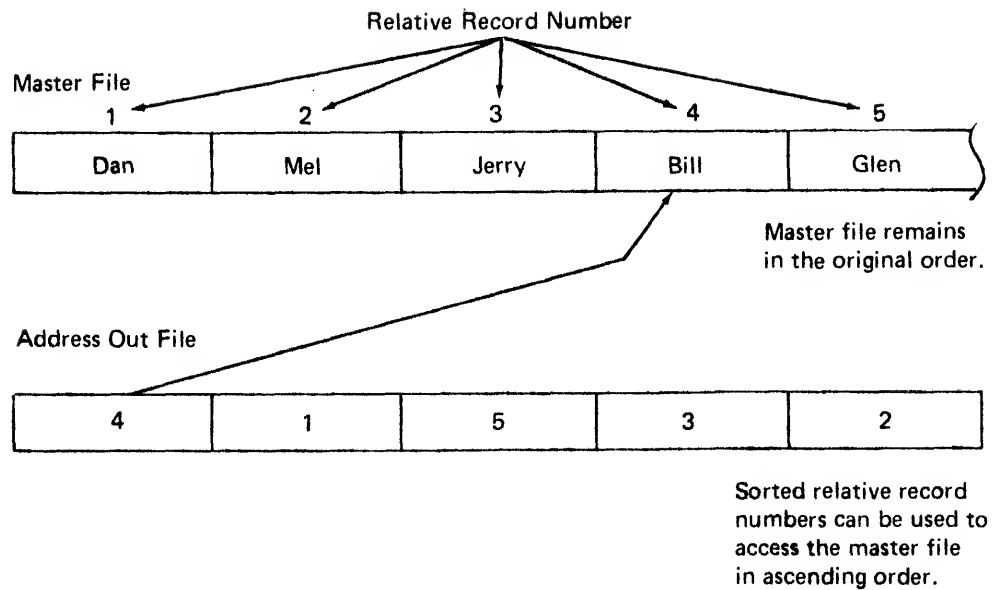 Relative Record Number
Master File
1 2 3 4 5
Dan Mel Jerry Bill Glen
Master file remains
in the original order.
Address Out File
4 1 5 3 2
Sorted relative record
numbers can be used to
access the master file
in ascending order.